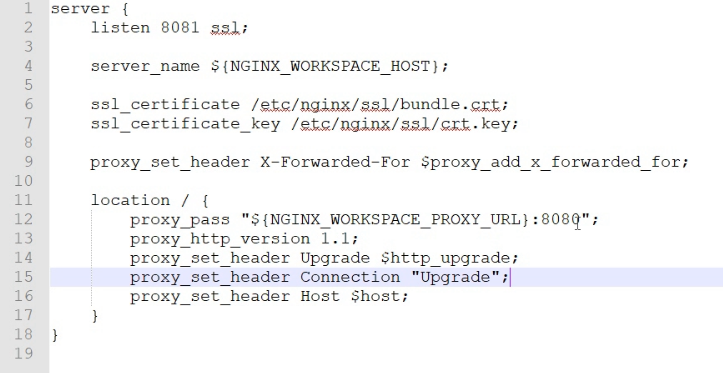 1 server {
2 listen 8081 ssl;
3
4 server_name ${NGINX_WORKSPACE_HOST};
5
6 ssl_certificate /etc/nginx/ssl/bundle.crt;
7 ssl_certificate_key /etc/nginx/ssl/crt.key;
8
9 proxy_set_header X-Forwarded-For $proxy_add_x_forwarded_for;
10
11 location / {
12 proxy_pass "${NGINX_WORKSPACE_PROXY_URL}:8080";
13 proxy_http_version 1.1;
14 proxy_set_header Upgrade $http_upgrade;
15 proxy_set_header Connection "Upgrade";
16 proxy_set_header Host $host;
17 }
18 }
19